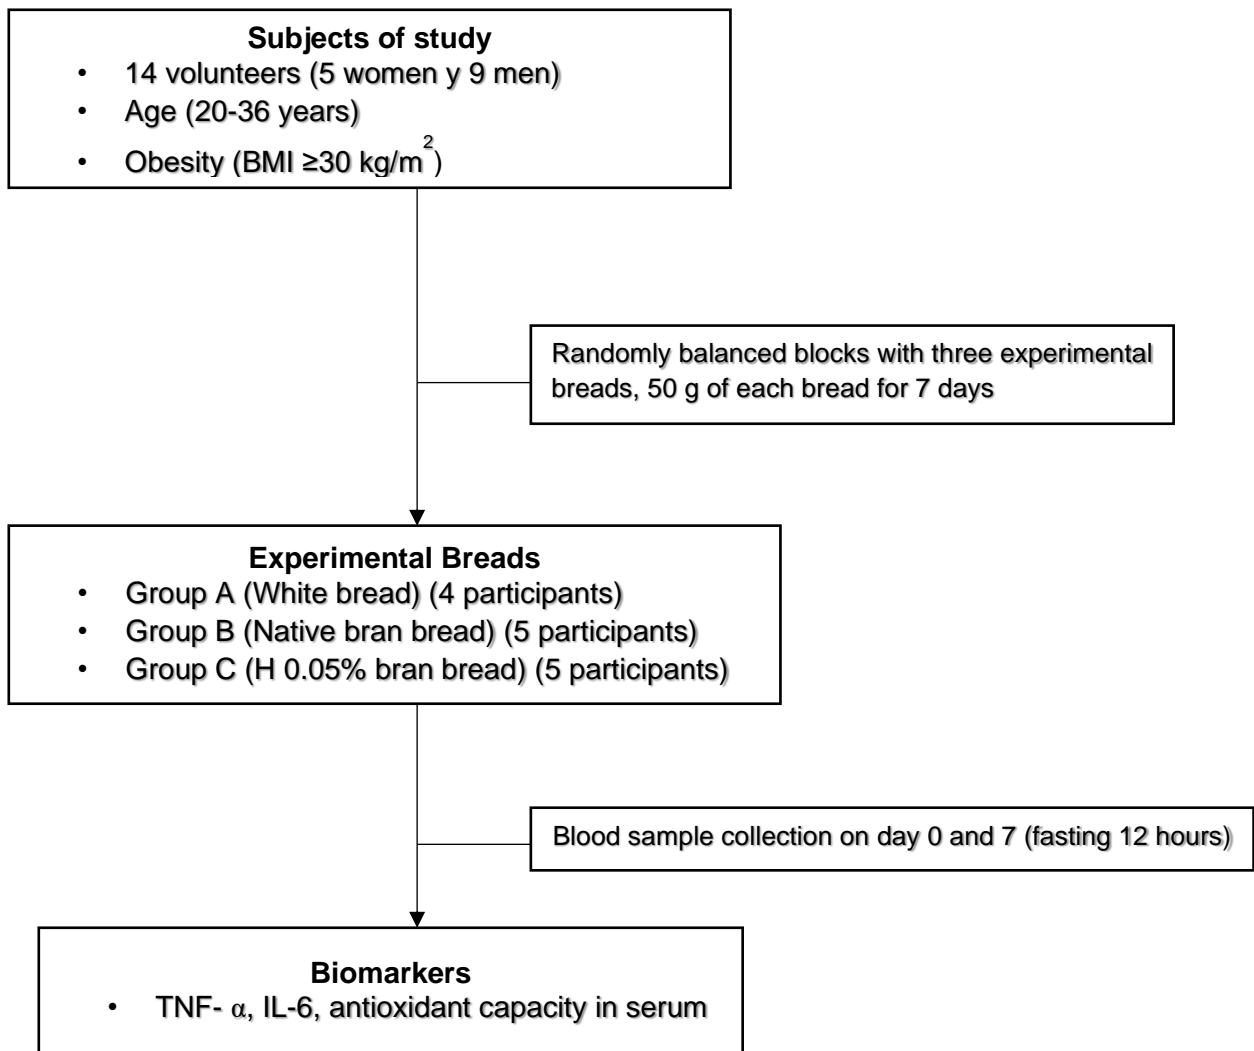 Subjects of study
• 14 volunteers (5 women y 9 men)
• Age (20-36 years)
• Obesity (BMI ≥30 kg/m²)
Randomly balanced blocks with three experimental
breads, 50 g of each bread for 7 days
Experimental Breads
• Group A (White bread) (4 participants)
• Group B (Native bran bread) (5 participants)
• Group C (H 0.05% bran bread) (5 participants)
Blood sample collection on day 0 and 7 (fasting 12 hours)
Biomarkers
• TNF- α, IL-6, antioxidant capacity in serum